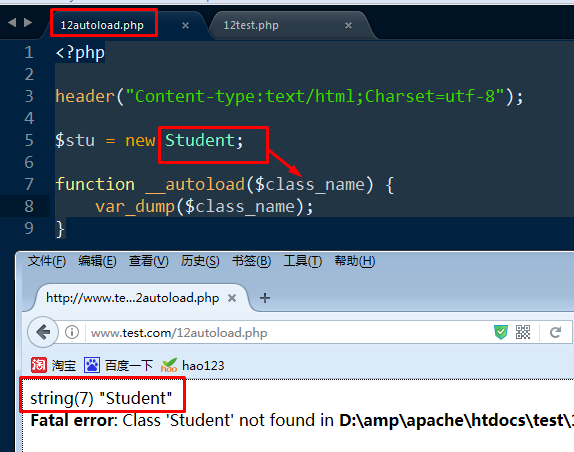 12autoload.php × 12test.php ×
1 <?php
2
3 header("Content-type:text/html;Charset=utf-8");
4
5 $stu = new Student;
6
7 function __autoload($class_name) {
8     var_dump($class_name);
9 }
文件(F) 编辑(E) 查看(V) 历史(S) 书签(B) 工具(T) 帮助(H)
http://www.te...2autoload.php × +
www.test.com/12autoload.php
淘 淘宝 百度一下 hao hao123
string(7) "Student"
Fatal error: Class 'Student' not found in D:\amp\apache\htdocs\test\